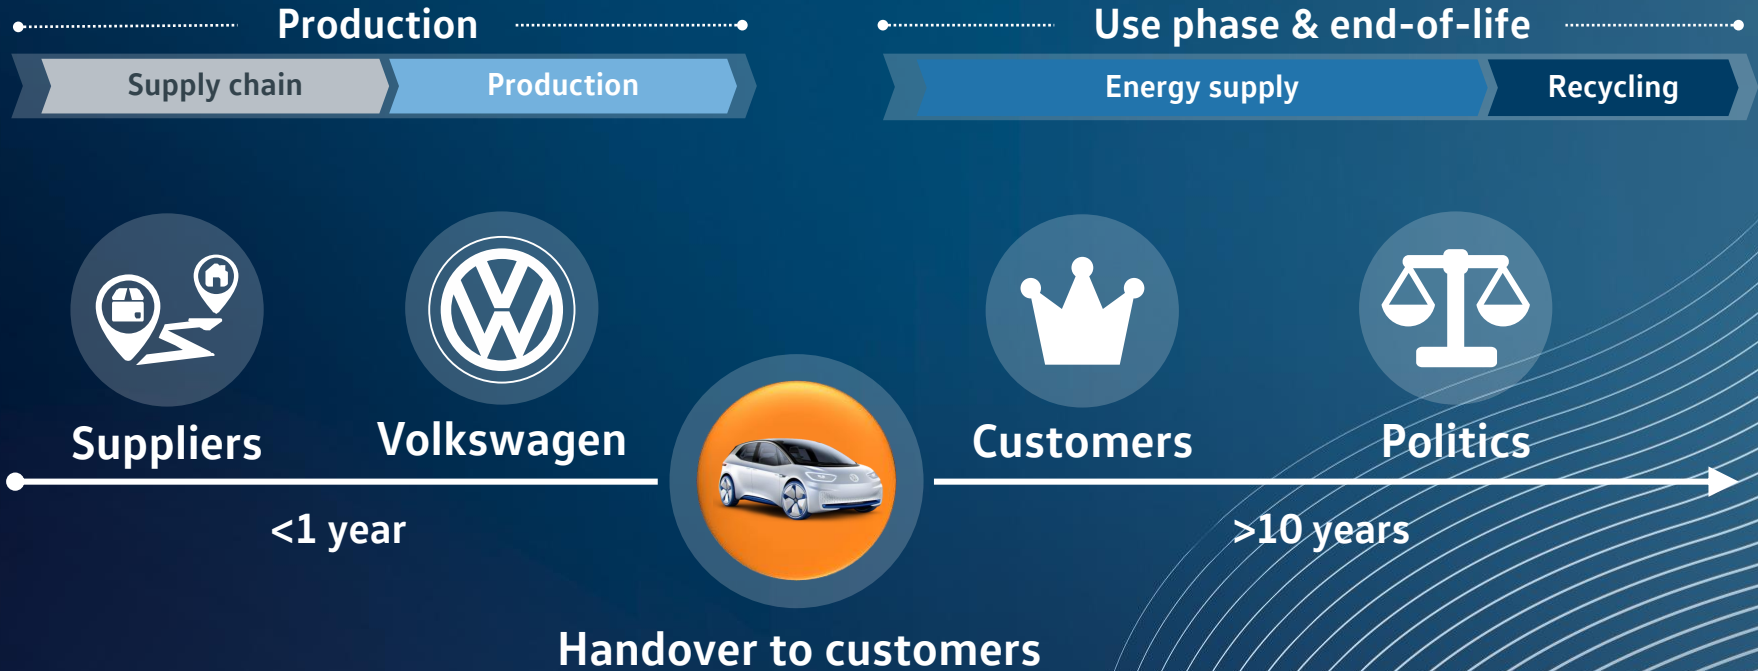 Production
Use phase & end-of-life
Supply chain
Production
Energy supply
Recycling
Suppliers
Volkswagen
Customers
Politics
<1 year
>10 years
Handover to customers